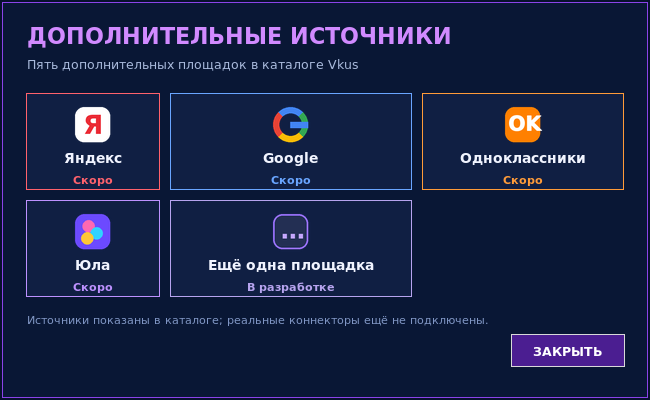 ДОПОЛНИТЕЛЬНЫЕ ИСТОЧНИКИ
Пять дополнительных площадок в каталоге Vkus
Я
Яндекс
Скоро
G
Google
Скоро
OK
Одноклассники
Скоро
Юла
Скоро
...
Ещё одна площадка
В разработке
Источники показаны в каталоге; реальные коннекторы ещё не подключены.
ЗАКРЫТЬ